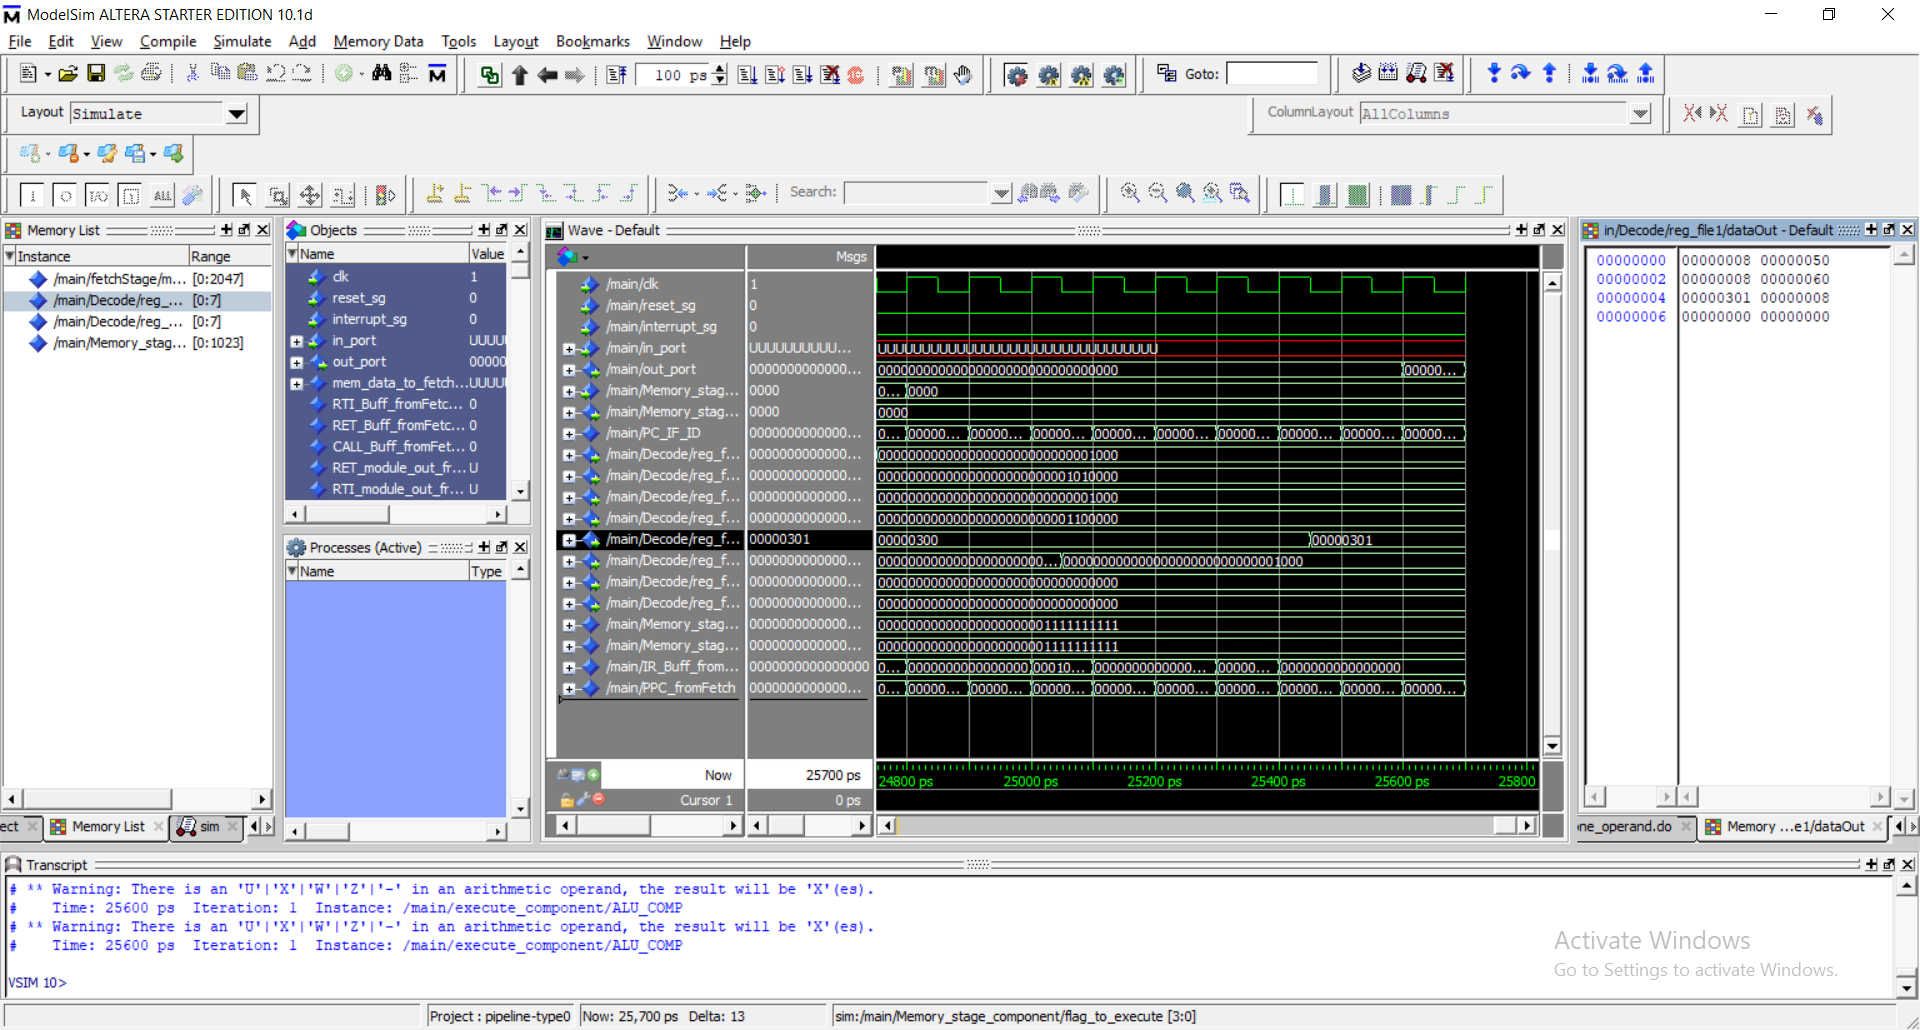 ModelSim ALTERA STARTER EDITION 10.1d
File Edit View Compile Simulate Add Memory Data Tools Layout Bookmarks Window Help
100 ps
Goto:
Layout Simulate
ColumnLayout AllColumns
ALL
Search:
Memory List
Instance Range
/main/fetchStage/m... [0:2047]
/main/Decode/reg_... [0:7]
/main/Decode/reg_... [0:7]
/main/Memory_stag... [0:1023]
ect Memory List sim
Objects
Name Value
clk 1
reset_sg 0
interrupt_sg 0
in_port UUUU
out_port 00000
mem_data_to_fetch...UUUU
RTI_Buff_fromFetc... 0
RET_Buff_fromFetc... 0
CALL_Buff_fromFet... 0
RET_module_out_fr... U
RTI_module_out_fr... U
Processes (Active)
Name Type
Wave - Default
Msgs
/main/clk 1
/main/reset_sg 0
/main/interrupt_sg 0
/main/in_port UUUUUUUUUU... UUUUUUUUUUUUUUUUUUUUUUUUUUUUUUUU
/main/out_port 0000000000000... 00000000000000000000000000000000 00000...
/main/Memory_stag... 0000 0... 0000
/main/Memory_stag... 0000 0000
/main/PC_IF_ID 0000000000000... 0... 00000... 00000... 00000... 00000... 00000... 00000... 00000... 00000... 00000...
/main/Decode/reg_f... 0000000000000... 00000000000000000000000000001000
/main/Decode/reg_f... 0000000000000... 00000000000000000000000001010000
/main/Decode/reg_f... 0000000000000... 00000000000000000000000000001000
/main/Decode/reg_f... 0000000000000... 00000000000000000000000001100000
/main/Decode/reg_f... 00000301 00000300 00000301
/main/Decode/reg_f... 0000000000000... 000000000000000000000000... 00000000000000000000000000001000
/main/Decode/reg_f... 0000000000000... 00000000000000000000000000000000
/main/Decode/reg_f... 0000000000000... 00000000000000000000000000000000
/main/Memory_stag... 0000000000000... 00000000000000000000001111111111
/main/Memory_stag... 0000000000000... 00000000000000000000001111111111
/main/IR_Buff_from... 0000000000000000 0... 0000000000000000 00010... 0000000000000... 00000... 0000000000000000
/main/PPC_fromFetch 0000000000000... 0... 00000... 00000... 00000... 00000... 00000... 00000... 00000... 00000... 00000...
Now 25700 ps 24800 ps 25000 ps 25200 ps 25400 ps 25600 ps 25800
Cursor 1 0 ps
in/Decode/reg_file1/dataOut - Default
00000000 00000008 00000050
00000002 00000008 00000060
00000004 00000301 00000008
00000006 00000000 00000000
ne_operand.do Memory ...e1/dataOut
Transcript
# ** Warning: There is an 'U'|'X'|'W'|'Z'|'-' in an arithmetic operand, the result will be 'X'(es).
# Time: 25600 ps Iteration: 1 Instance: /main/execute_component/ALU_COMP
# ** Warning: There is an 'U'|'X'|'W'|'Z'|'-' in an arithmetic operand, the result will be 'X'(es).
# Time: 25600 ps Iteration: 1 Instance: /main/execute_component/ALU_COMP
VSIM 10>
Activate Windows
Go to Settings to activate Windows.
Project : pipeline-type0 Now: 25,700 ps Delta: 13 sim:/main/Memory_stage_component/flag_to_execute [3:0]